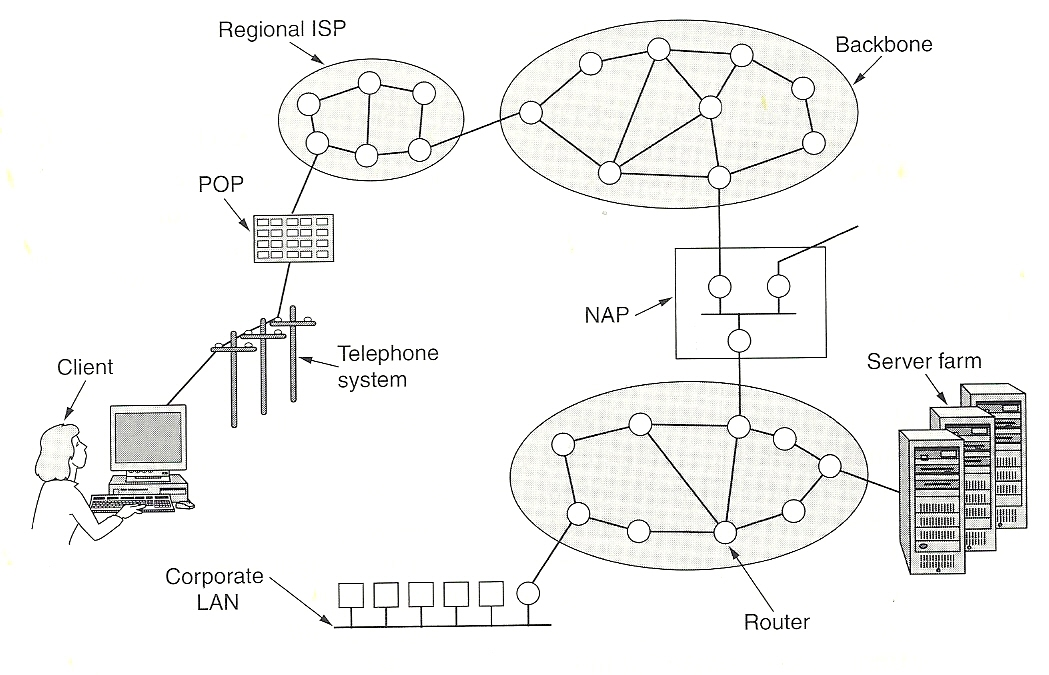 Regional ISP
Backbone
POP
NAP
Telephone
system
Client
Server farm
Corporate
LAN
Router